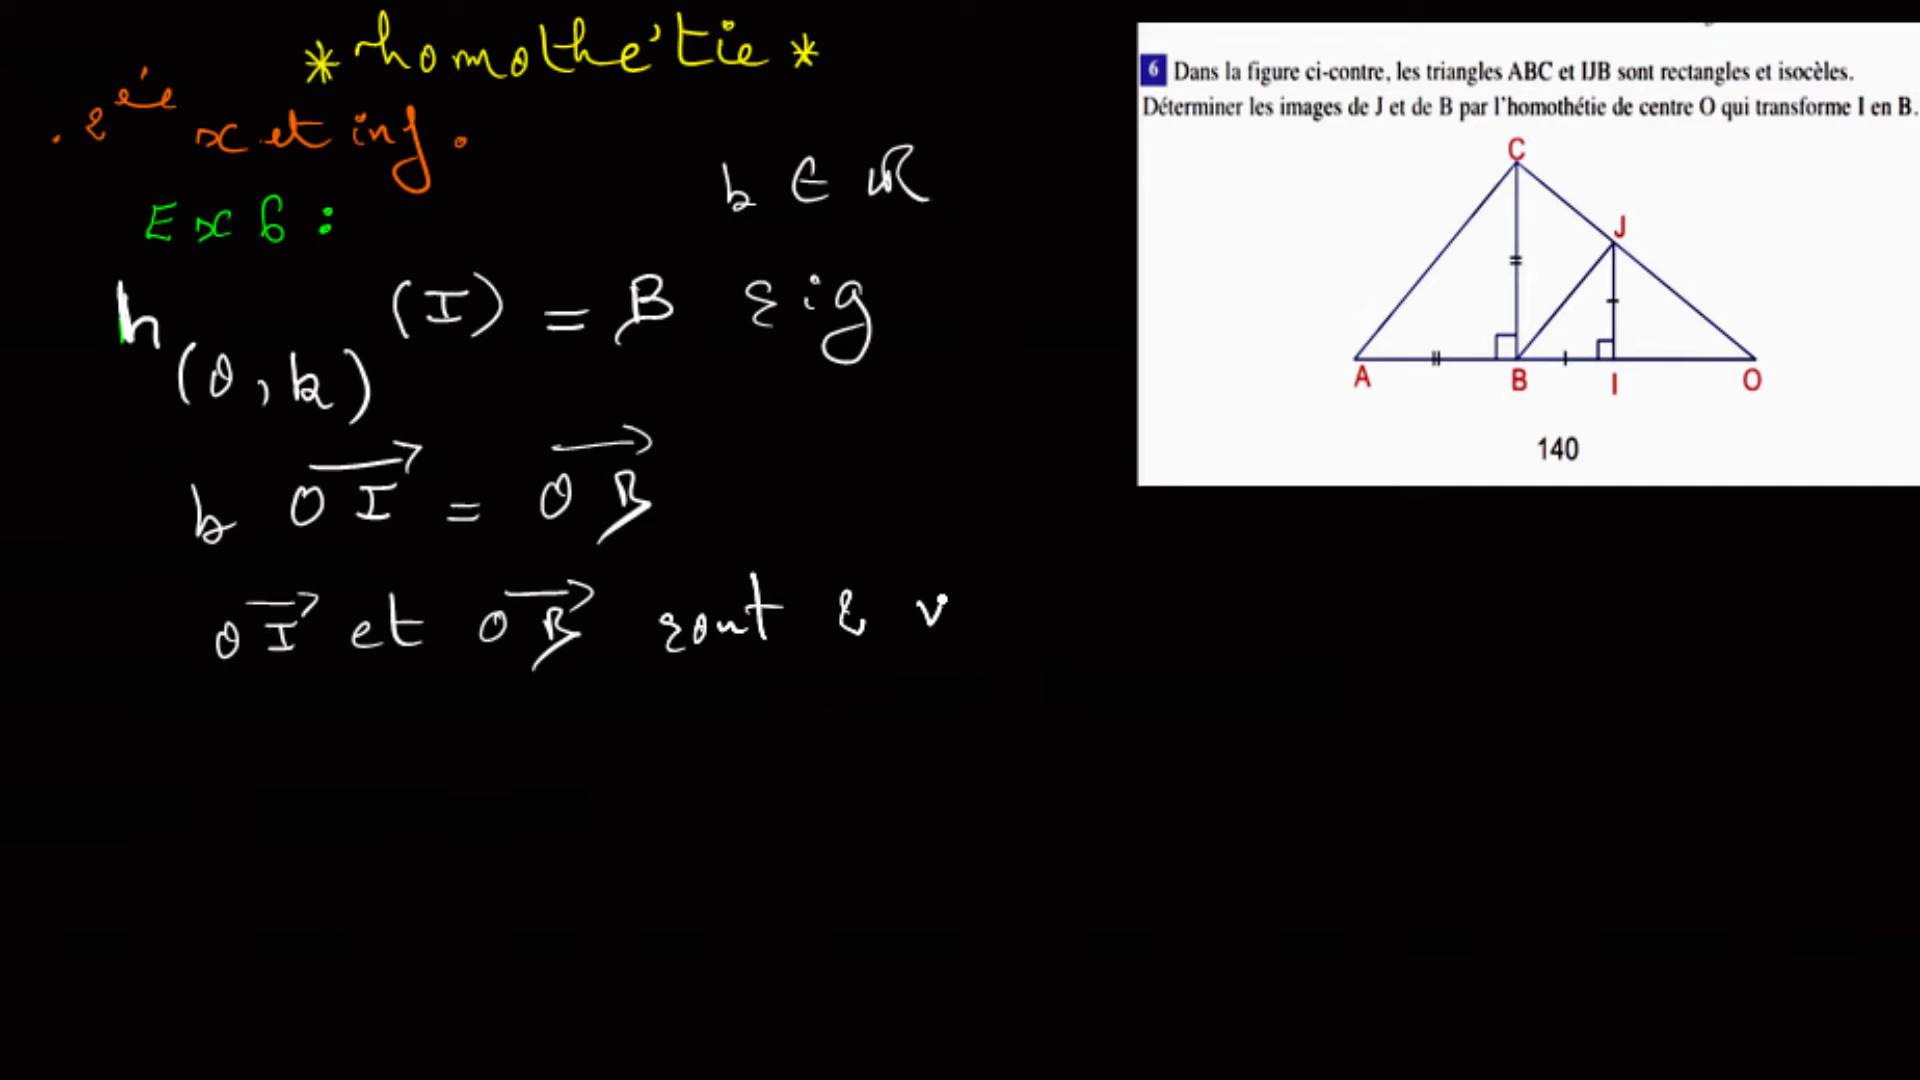 * homothétie *
. 2ème sc et inf .
Ex 6 :
k ∈ ℝ
h (O, k) (I) = B sig
k OI = OB
OI et OB sont 2 v
6 Dans la figure ci-contre, les triangles ABC et IJB sont rectangles et isocèles.
Déterminer les images de J et de B par l'homothétie de centre O qui transforme I en B.
C
J
A B I O
140